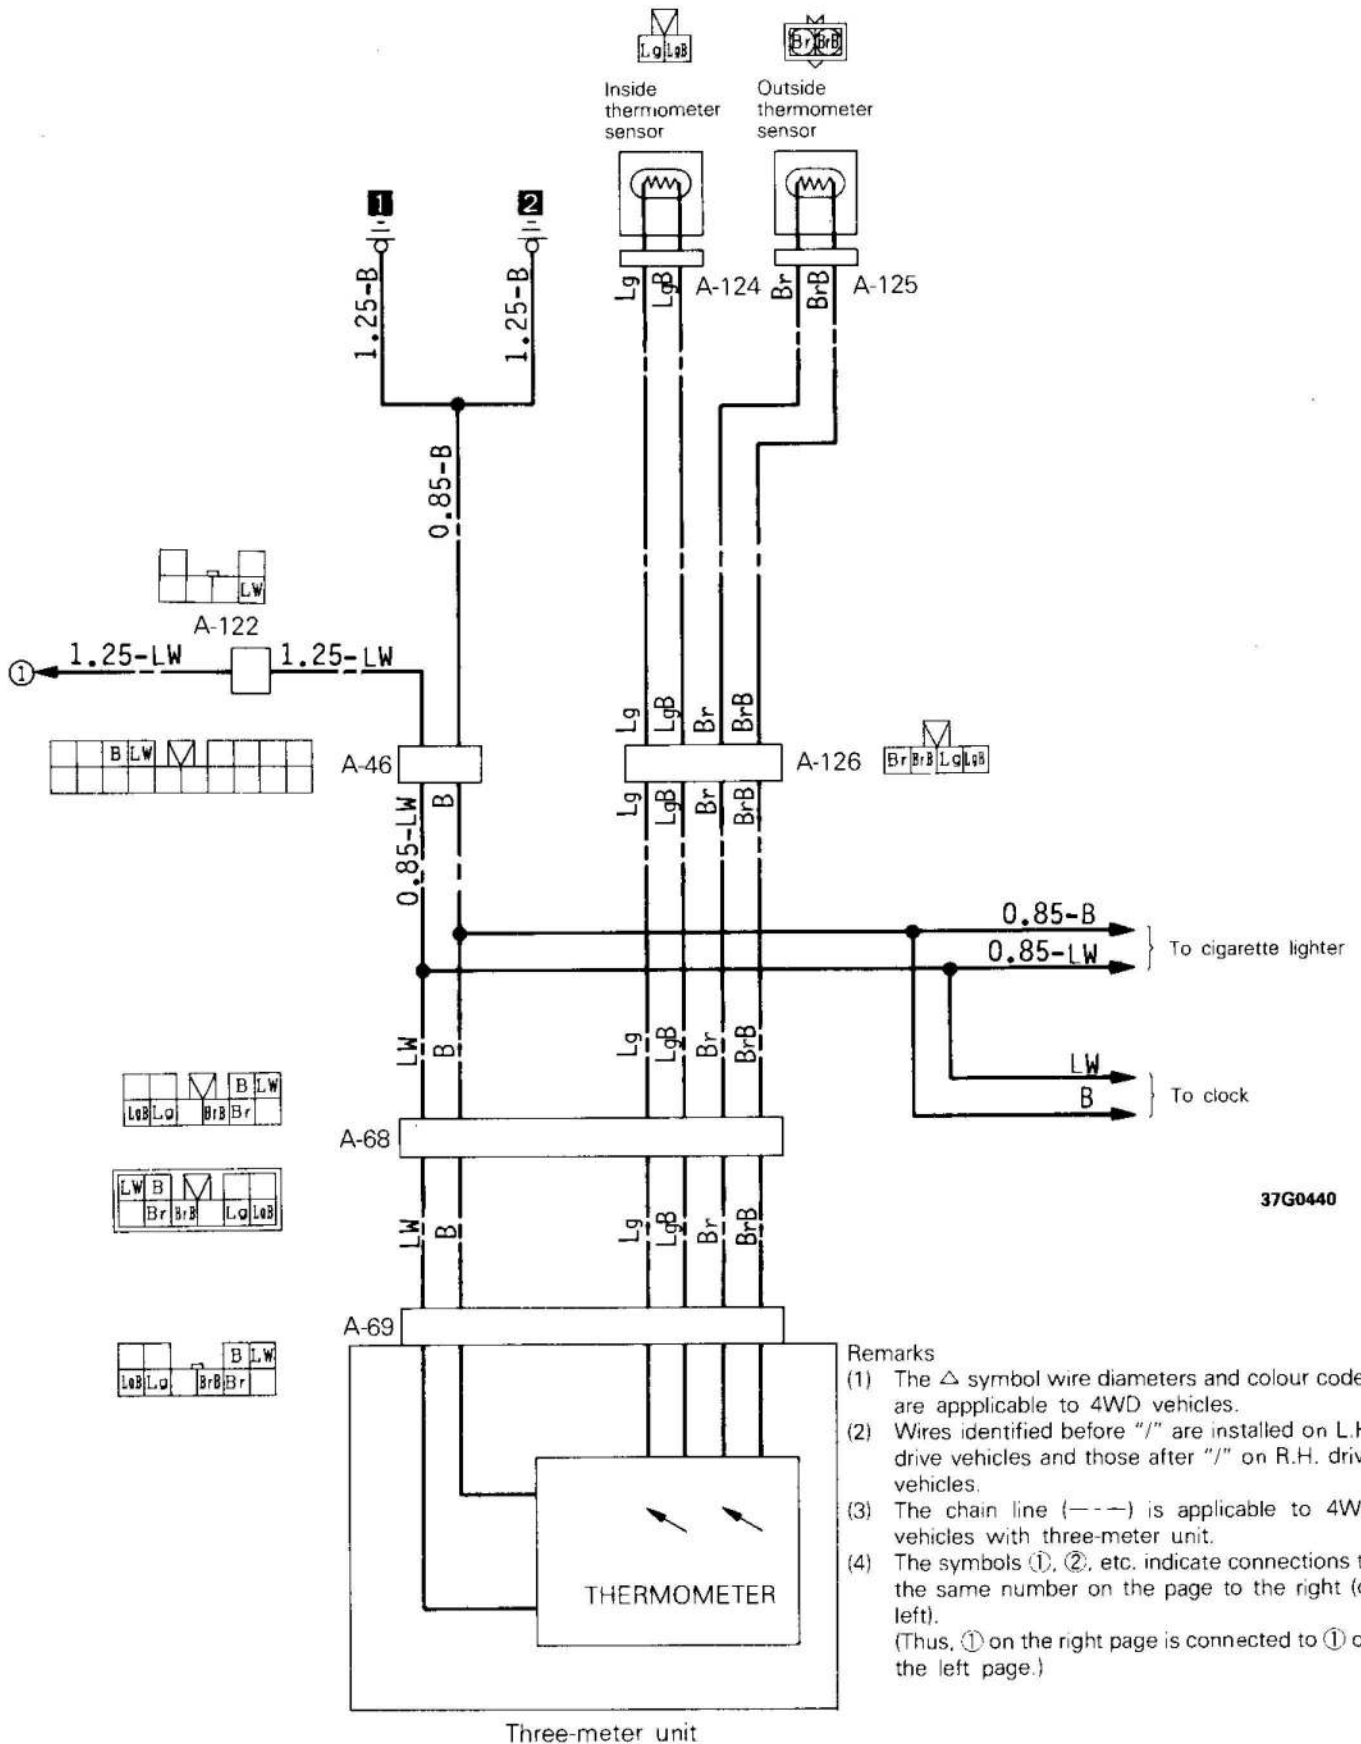 Lg LgB
Br BrB
Inside
thermometer
sensor
Outside
thermometer
sensor
1
2
1.25-B
1.25-B
Lg
LgB
A-124
Br
BrB
A-125
0.85-B
LW
A-122
1
1.25-LW
1.25-LW
Lg
LgB
Br
BrB
B LW
A-46
A-126
Br BrB Lg LgB
0.85-LW
B
Lg
LgB
Br
BrB
0.85-B
0.85-LW
To cigarette lighter
LW
B
Lg
LgB
Br
BrB
LW
B
To clock
B LW
LgB Lg BrB Br
A-68
LW B
Br BrB Lg LgB
LW
B
Lg
LgB
Br
BrB
37G0440
A-69
B LW
LgB Lg BrB Br
THERMOMETER
Three-meter unit
Remarks
(1) The △ symbol wire diameters and colour code
are appplicable to 4WD vehicles.
(2) Wires identified before "/" are installed on L.H
drive vehicles and those after "/" on R.H. driv
vehicles.
(3) The chain line (—--—) is applicable to 4W
vehicles with three-meter unit.
(4) The symbols ①, ②, etc. indicate connections t
the same number on the page to the right (o
left).
(Thus, ① on the right page is connected to ① o
the left page.)